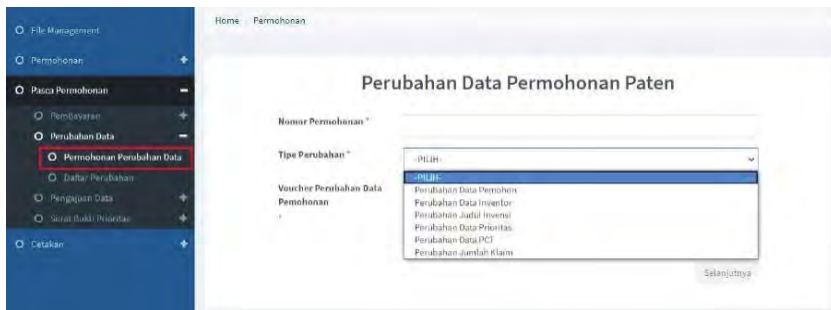 Home Permohonan
File Management
Permohonan
Pasca Permohonan
Pembayaran
Perubahan Data
Permohonan Perubahan Data
Daftar Perubahan
Pengajuan Data
Surat Bukti Prioritas
Cetakan
Perubahan Data Permohonan Paten
Nomor Permohonan *
Tipe Perubahan *
-PILIH-
-PILIH-
Perubahan Data Pemohon
Perubahan Data Inventor
Perubahan Judul Invensi
Perubahan Data Prioritas
Perubahan Data PCT
Perubahan Jumlah Klaim
Voucher Perubahan Data
Pemohonan
*
Selanjutnya